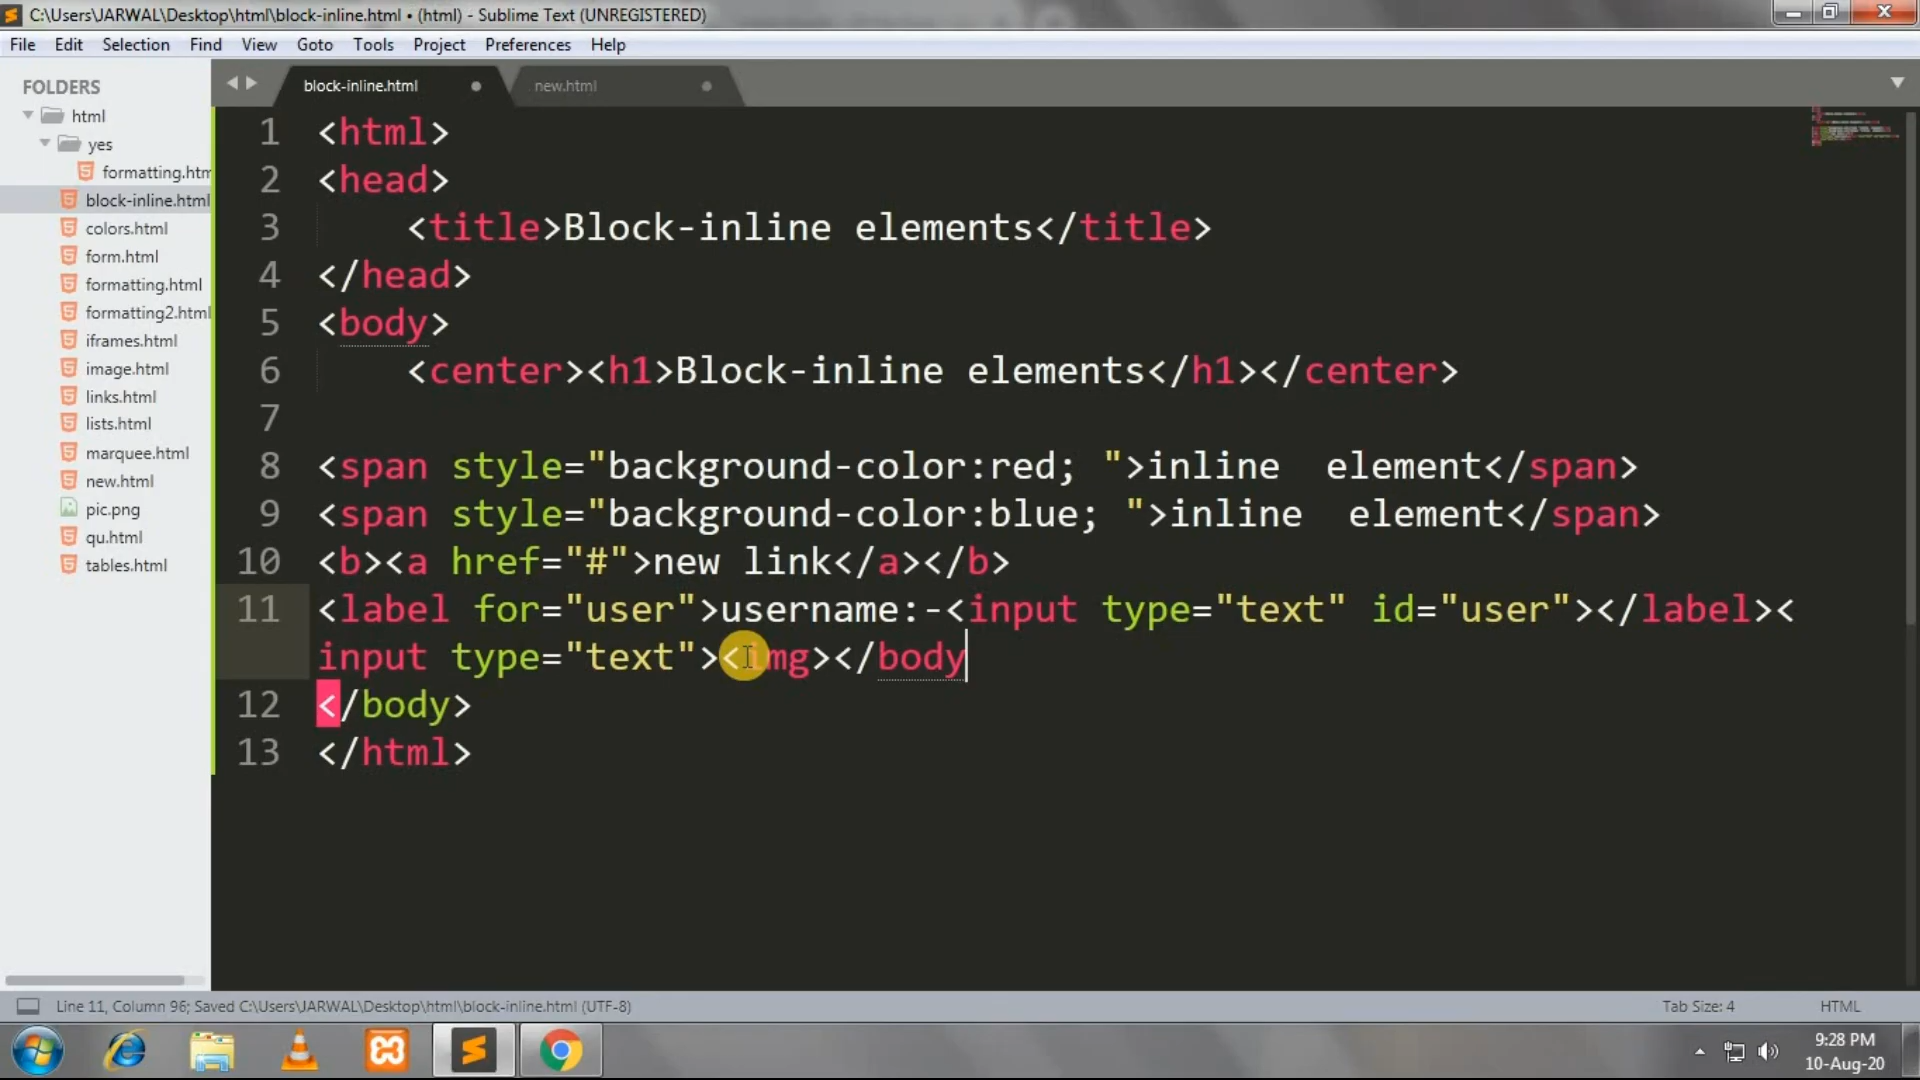 C:\Users\JARWAL\Desktop\html\block-inline.html • (html) - Sublime Text (UNREGISTERED)
File Edit Selection Find View Goto Tools Project Preferences Help
FOLDERS
html
yes
formatting.htm
block-inline.html
colors.html
form.html
formatting.html
formatting2.html
iframes.html
image.html
links.html
lists.html
marquee.html
new.html
pic.png
qu.html
tables.html
block-inline.html
new.html
1 <html>
2 <head>
3 <title>Block-inline elements</title>
4 </head>
5 <body>
6 <center><h1>Block-inline elements</h1></center>
7
8 <span style="background-color:red; ">inline  element</span>
9 <span style="background-color:blue; ">inline  element</span>
10 <b><a href="#">new link</a></b>
11 <label for="user">username:-<input type="text" id="user"></label><
input type="text"><img></body
12 </body>
13 </html>
Line 11, Column 96; Saved C:\Users\JARWAL\Desktop\html\block-inline.html (UTF-8)
Tab Size: 4
HTML
9:28 PM
10-Aug-20